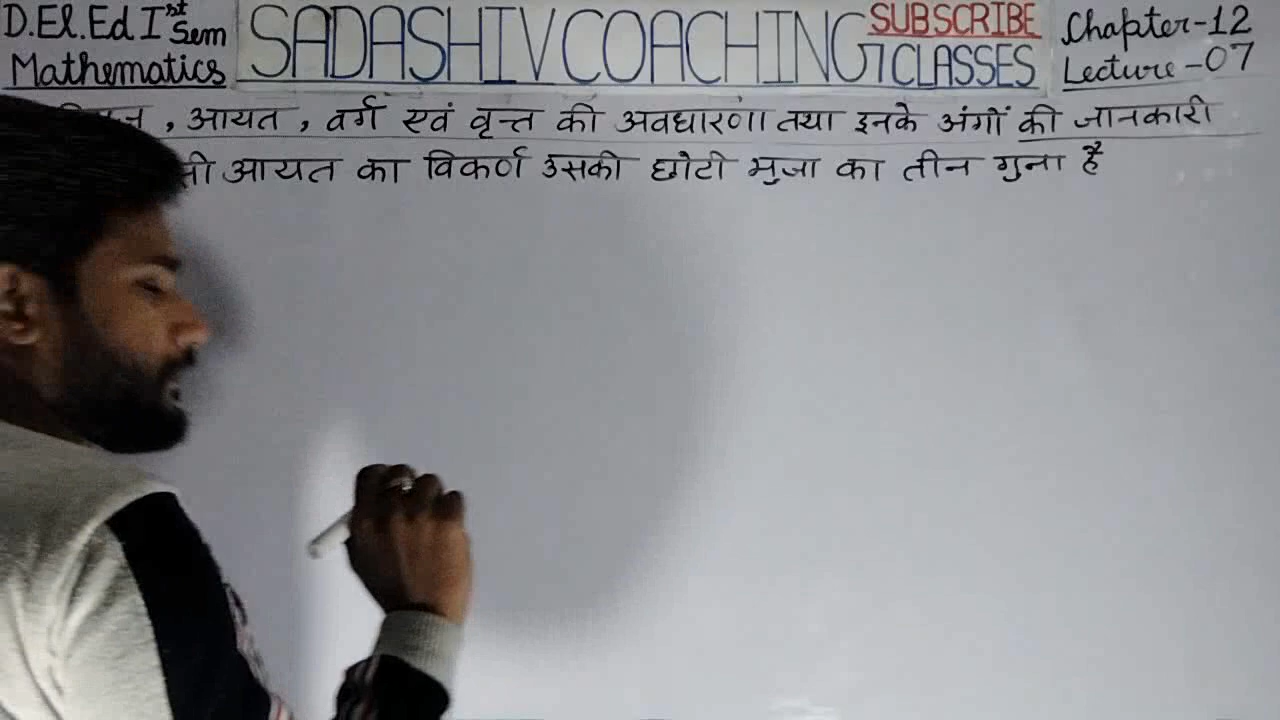 D.El.Ed Ist Sem
Mathematics
SADASHIV COACHING CLASSES
SUBSCRIBE
Chapter-12
Lecture-07
, आयत , वर्ग एवं वृत्त की अवधारणा तथा इनके अंगों की जानकारी
आयत का विकर्ण उसकी छोटी भुजा का तीन गुना है